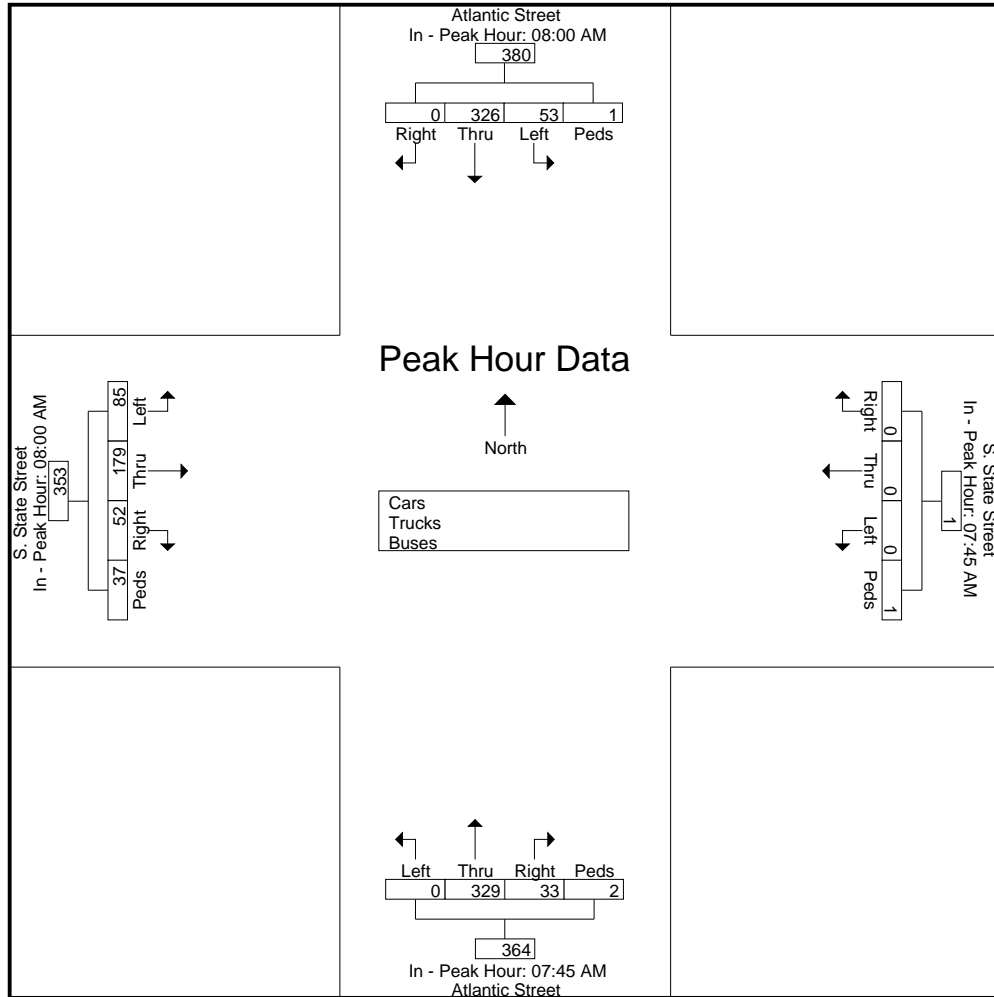 Atlantic Street
In - Peak Hour: 08:00 AM
380
0 326 53 1
Right Thru Left Peds
Peak Hour Data
North
Cars
Trucks
Buses
S. State Street
In - Peak Hour: 08:00 AM
353
85 179 52 37
Left Thru Right Peds
S. State Street
In - Peak Hour: 07:45 AM
1
Right Thru Left Peds
0 0 0 1
Left Thru Right Peds
0 329 33 2
364
In - Peak Hour: 07:45 AM
Atlantic Street